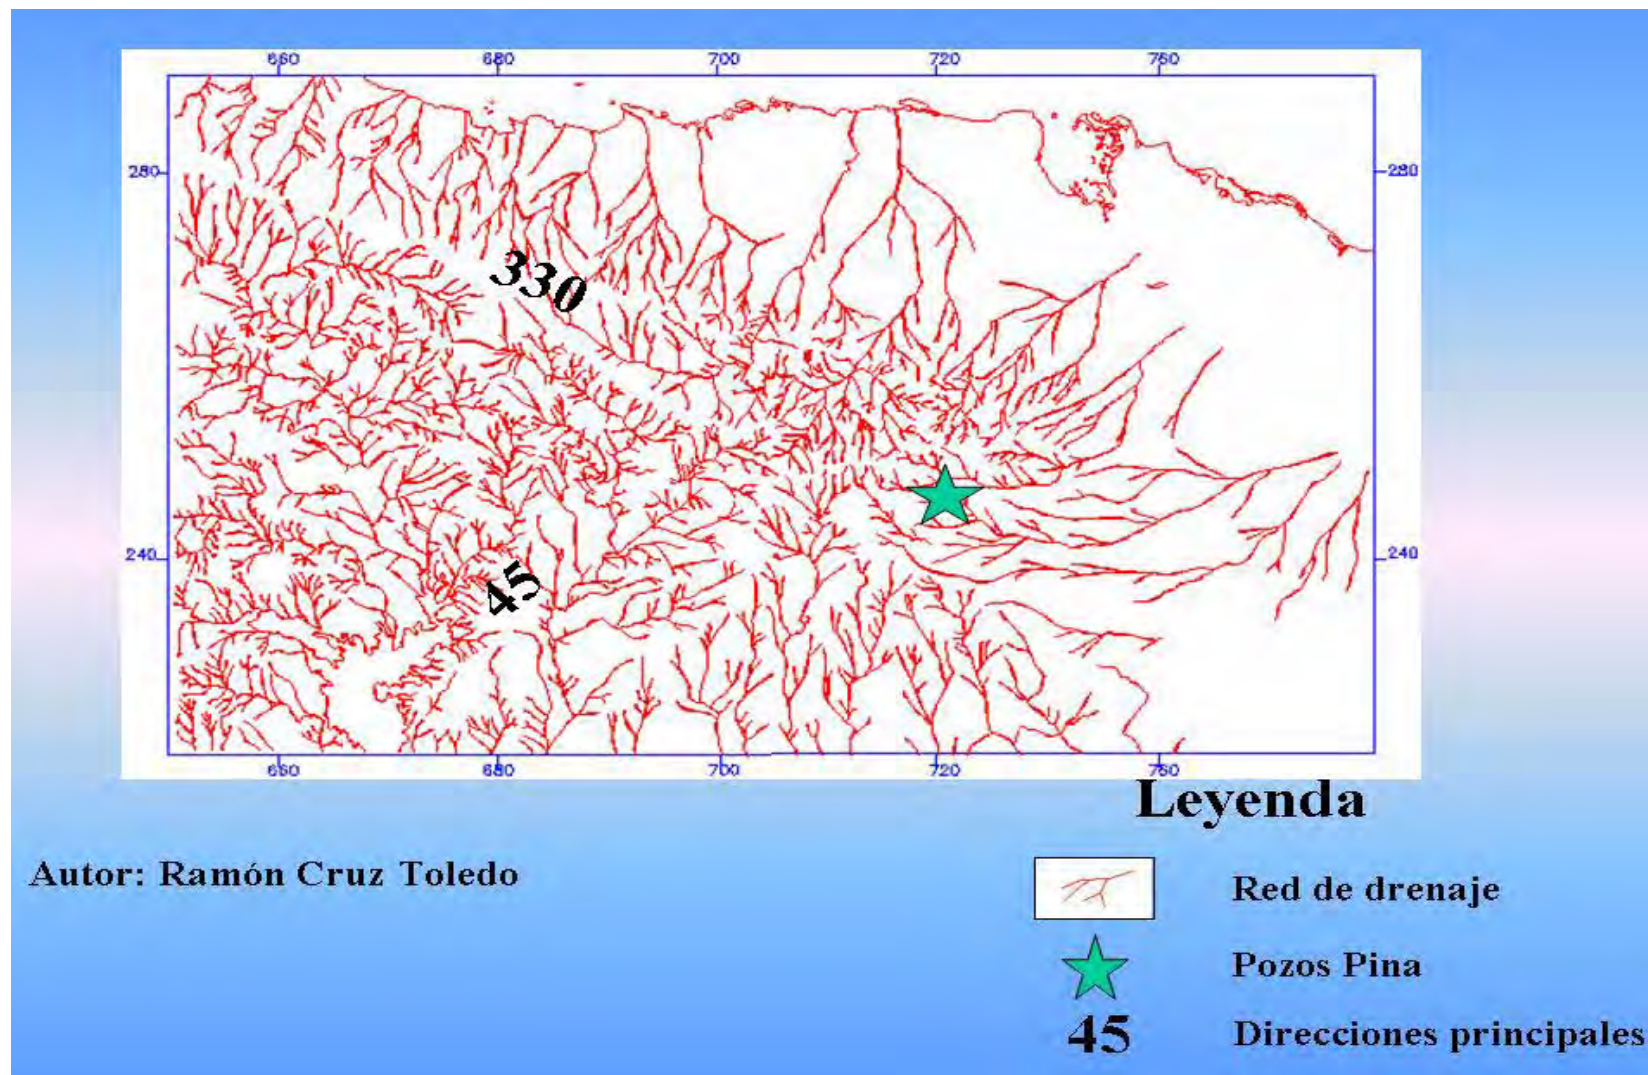 660 680 700 720 760
280 280
330
240 240
45
660 680 700 720 760
Leyenda
Autor: Ramón Cruz Toledo
Red de drenaje
Pozos Pina
45 Direcciones principales